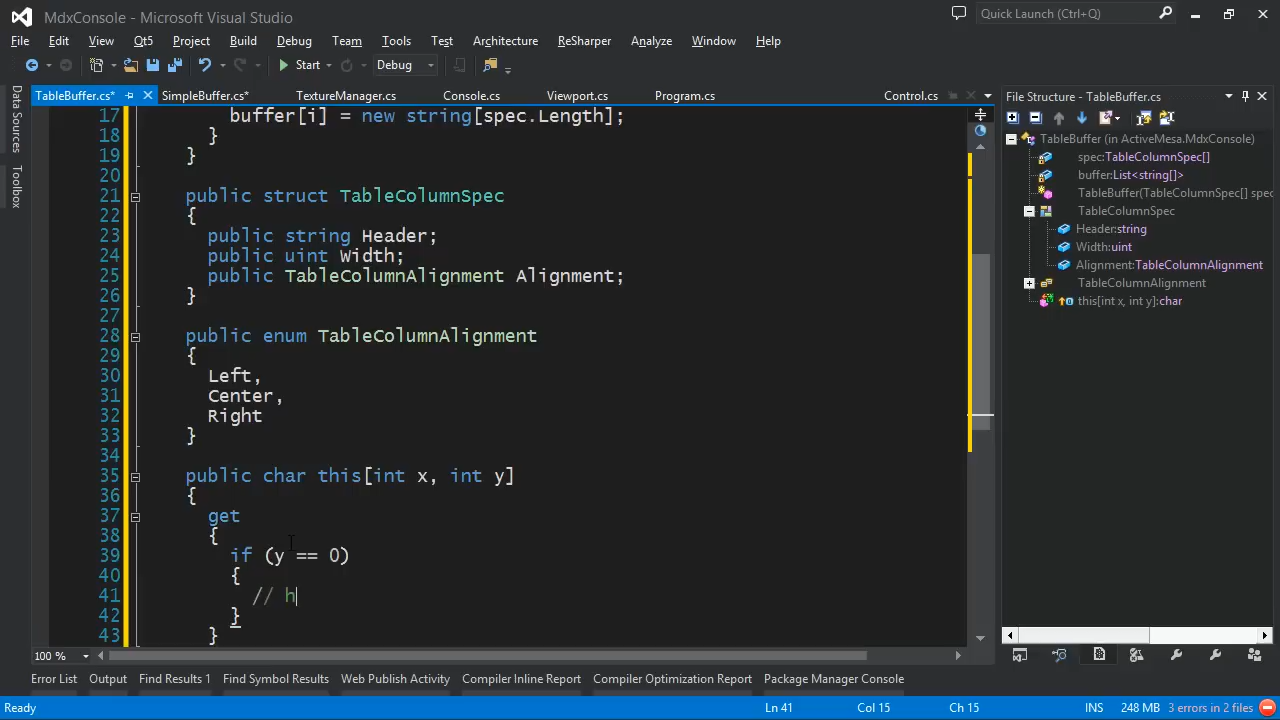 MdxConsole - Microsoft Visual Studio
Quick Launch (Ctrl+Q)
File Edit View Qt5 Project Build Debug Team Tools Test Architecture ReSharper Analyze Window Help
Start Debug
TableBuffer.cs* SimpleBuffer.cs* TextureManager.cs Console.cs Viewport.cs Program.cs Control.cs
File Structure - TableBuffer.cs
Data Sources
Toolbox
17 buffer[i] = new string[spec.Length];
18 }
19 }
20
21 public struct TableColumnSpec
22 {
23 public string Header;
24 public uint Width;
25 public TableColumnAlignment Alignment;
26 }
27
28 public enum TableColumnAlignment
29 {
30 Left,
31 Center,
32 Right
33 }
34
35 public char this[int x, int y]
36 {
37 get
38 {
39 if (y == 0)
40 {
41 // h
42 }
43 }
TableBuffer (in ActiveMesa.MdxConsole)
spec:TableColumnSpec[]
buffer:List<string[]>
TableBuffer(TableColumnSpec[] spec
TableColumnSpec
Header:string
Width:uint
Alignment:TableColumnAlignment
TableColumnAlignment
this[int x, int y]:char
100 %
Error List Output Find Results 1 Find Symbol Results Web Publish Activity Compiler Inline Report Compiler Optimization Report Package Manager Console
Ready Ln 41 Col 15 Ch 15 INS 248 MB 3 errors in 2 files